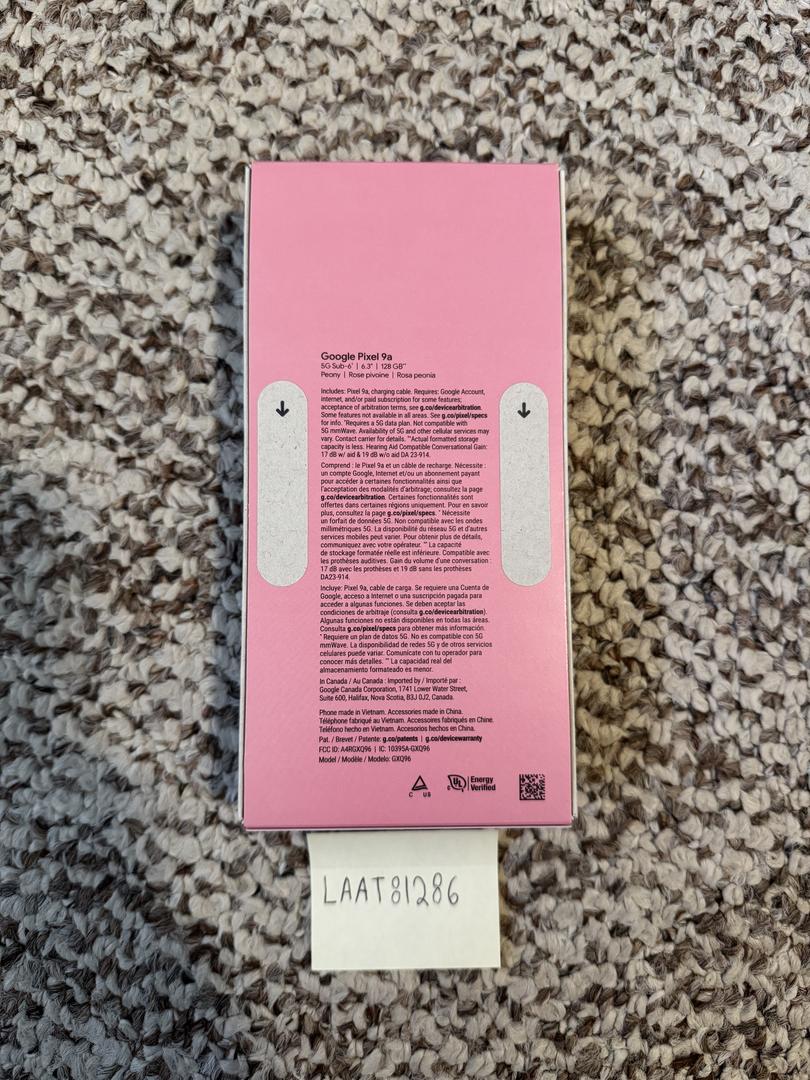 Google Pixel 9a
5G Sub-6* | 6.3" | 128 GB**
Peony | Rose pivoine | Rosa peonia
Includes: Pixel 9a, charging cable. Requires: Google Account,
internet, and/or paid subscription for some features;
acceptance of arbitration terms, see g.co/devicearbitration.
Some features not available in all areas. See g.co/pixel/specs
for info. *Requires a 5G data plan. Not compatible with
5G mmWave. Availability of 5G and other cellular services may
vary. Contact carrier for details. **Actual formatted storage
capacity is less. Hearing Aid Compatible Conversational Gain:
17 dB w/ aid & 19 dB w/o aid DA 23-914.
Comprend : le Pixel 9a et un câble de recharge. Nécessite :
un compte Google, Internet et/ou un abonnement payant
pour accéder à certaines fonctionnalités ainsi que
l'acceptation des modalités d'arbitrage; consultez la page
g.co/devicearbitration. Certaines fonctionnalités sont
offertes dans certaines régions uniquement. Pour en savoir
plus, consultez la page g.co/pixel/specs. * Nécessite
un forfait de données 5G. Non compatible avec les ondes
millimétriques 5G. La disponibilité du réseau 5G et d'autres
services mobiles peut varier. Pour obtenir plus de détails,
communiquez avec votre opérateur. ** La capacité
de stockage formatée réelle est inférieure. Compatible avec
les prothèses auditives. Gain du volume d'une conversation :
17 dB avec les prothèses et 19 dB sans les prothèses
DA23-914.
Incluye: Pixel 9a, cable de carga. Se requiere una Cuenta de
Google, acceso a Internet o una suscripción pagada para
acceder a algunas funciones. Se deben aceptar las
condiciones de arbitraje (consulta g.co/devicearbitration).
Algunas funciones no están disponibles en todas las áreas.
Consulta g.co/pixel/specs para obtener más información.
* Requiere un plan de datos 5G. No es compatible con 5G
mmWave. La disponibilidad de redes 5G y de otros servicios
celulares puede variar. Comunícate con tu operador para
conocer más detalles. ** La capacidad real del
almacenamiento formateado es menor.
In Canada / Au Canada : Imported by / Importé par :
Google Canada Corporation, 1741 Lower Water Street,
Suite 600, Halifax, Nova Scotia, B3J 0J2, Canada.
Phone made in Vietnam. Accessories made in China.
Téléphone fabriqué au Vietnam. Accessoires fabriqués en Chine.
Teléfono hecho en Vietnam. Accesorios hechos en China.
Pat. / Brevet / Patente: g.co/patents | g.co/devicewarranty
FCC ID: A4RGXQ96 | IC: 10395A-GXQ96
Model / Modèle / Modelo: GXQ96
C US
c UL US Energy
Verified
LAAT81286